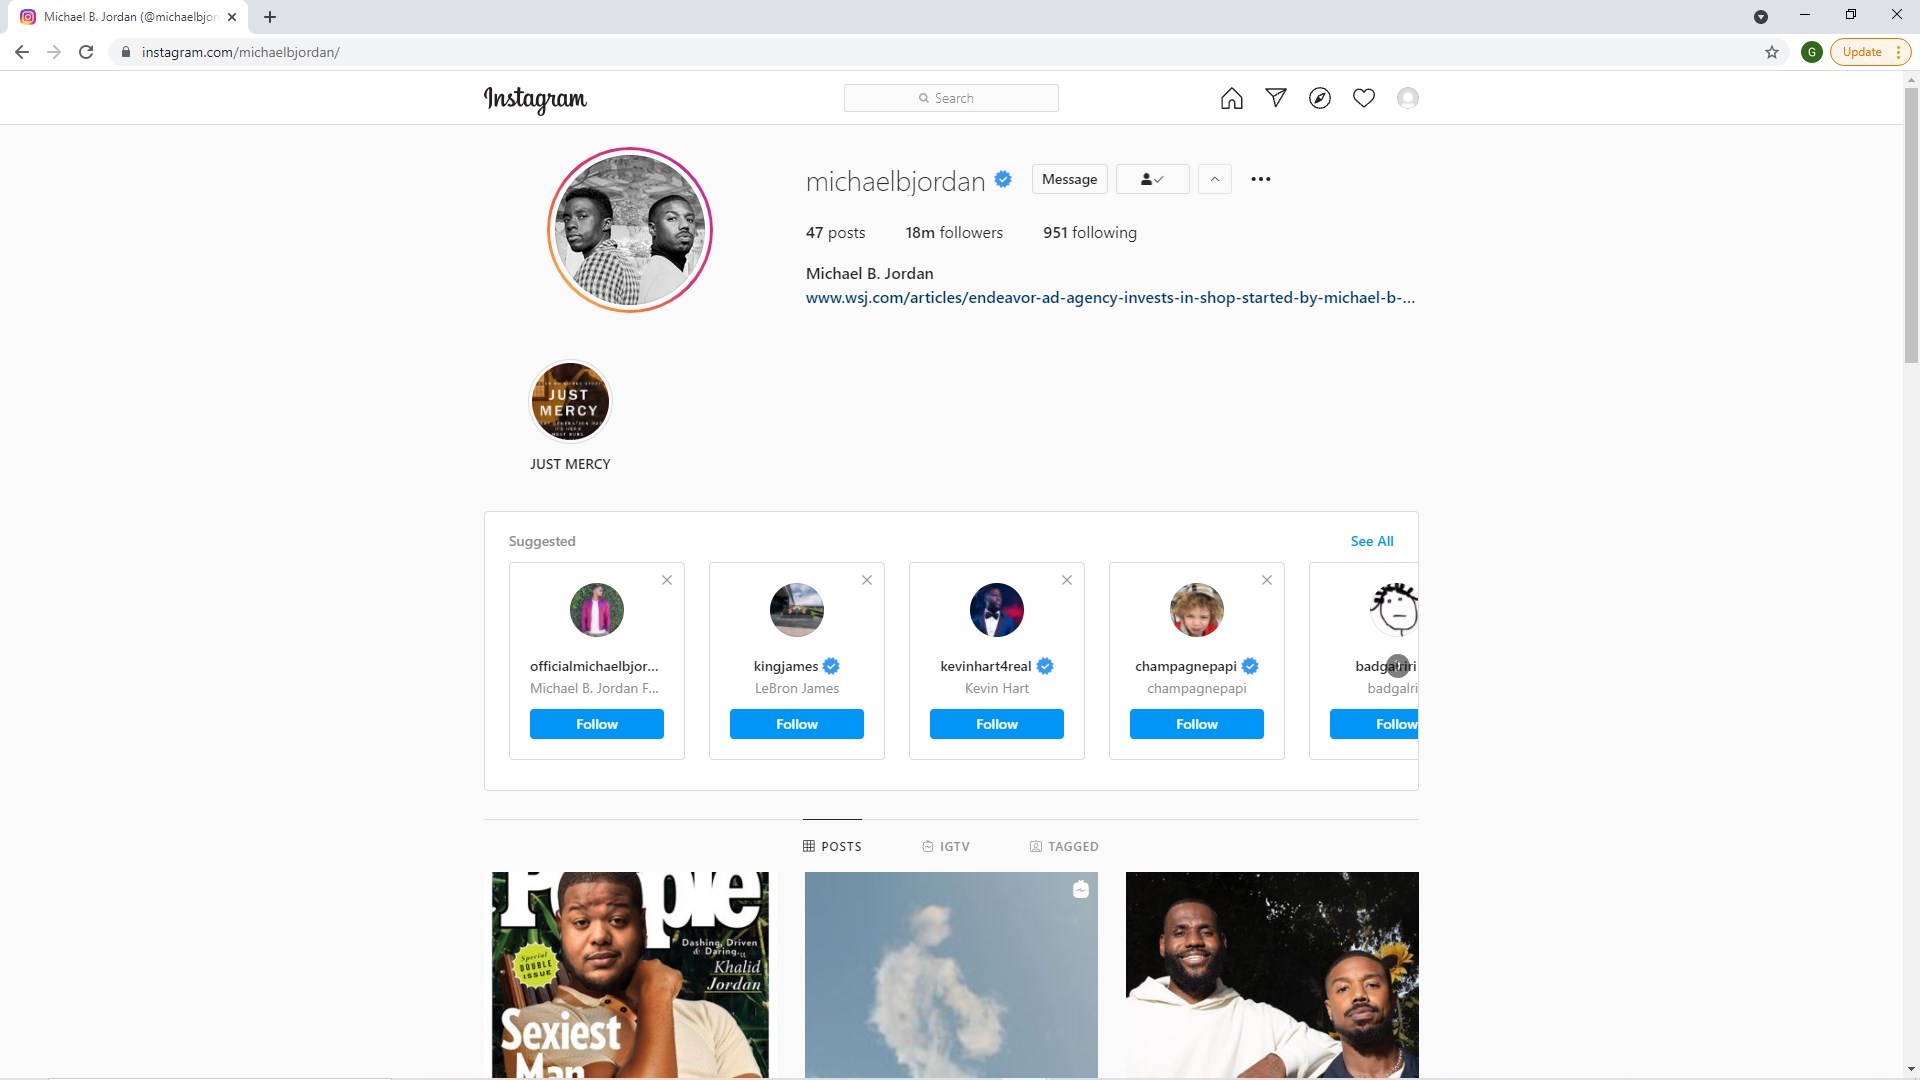 Michael B. Jordan (@michaelbjor
instagram.com/michaelbjordan/
G
Update
Instagram
Search
michaelbjordan
Message
47 posts 18m followers 951 following
Michael B. Jordan
www.wsj.com/articles/endeavor-ad-agency-invests-in-shop-started-by-michael-b-...
JUST
MERCY
JUST MERCY
Suggested
See All
officialmichaelbjor...
Michael B. Jordan F...
Follow
kingjames
LeBron James
Follow
kevinhart4real
Kevin Hart
Follow
champagnepapi
champagnepapi
Follow
badgalriri
badgalri
Follow
POSTS IGTV TAGGED
People
Dashing, Driven
& Daring...
Khalid
Jordan
Special
DOUBLE
ISSUE
Sexiest
Man